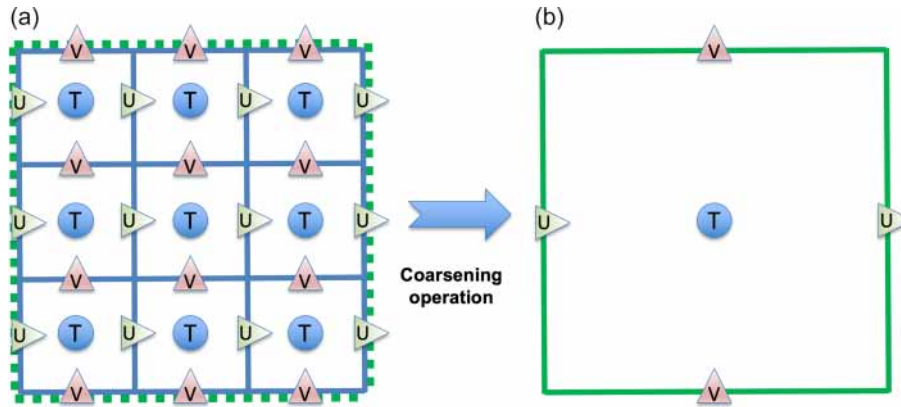 (a)
(b)
V V V V
U T U T U T U
V V V
U T U T U T U U T U
Coarsening
operation
V V V
U T U T U T U
V V V V